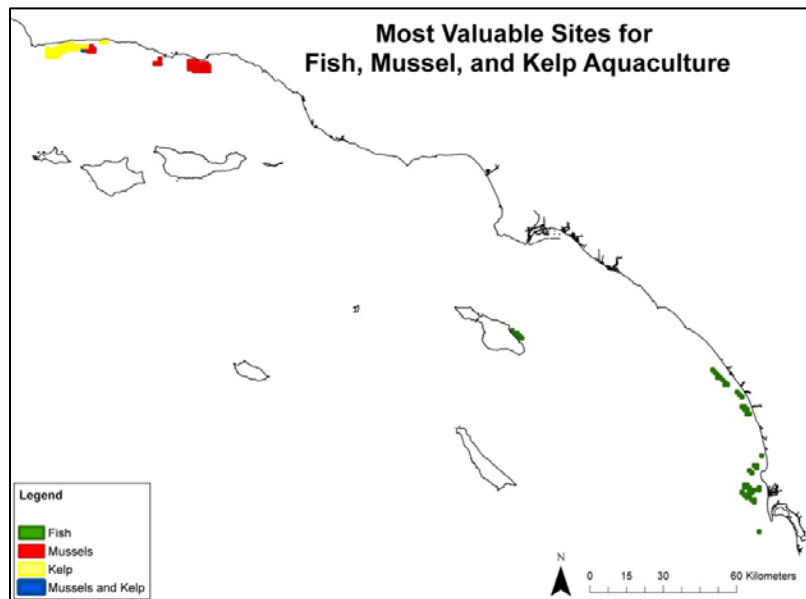 Most Valuable Sites for
Fish, Mussel, and Kelp Aquaculture
Legend
Fish
Mussels
Kelp
Mussels and Kelp
N
0 15 30 60 Kilometers